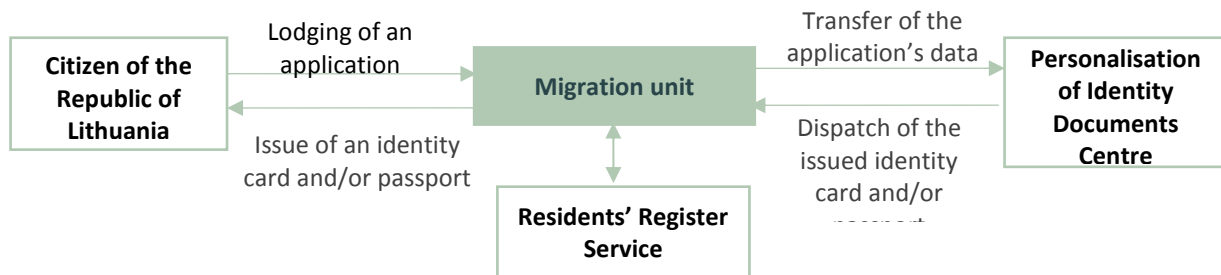 Lodging of an
application
Transfer of the
application’s data
Citizen of the
Republic of
Lithuania
Migration unit
Personalisation
of Identity
Documents
Centre
Issue of an identity
card and/or passport
Dispatch of the
issued identity
card and/or
Residents’ Register
Service